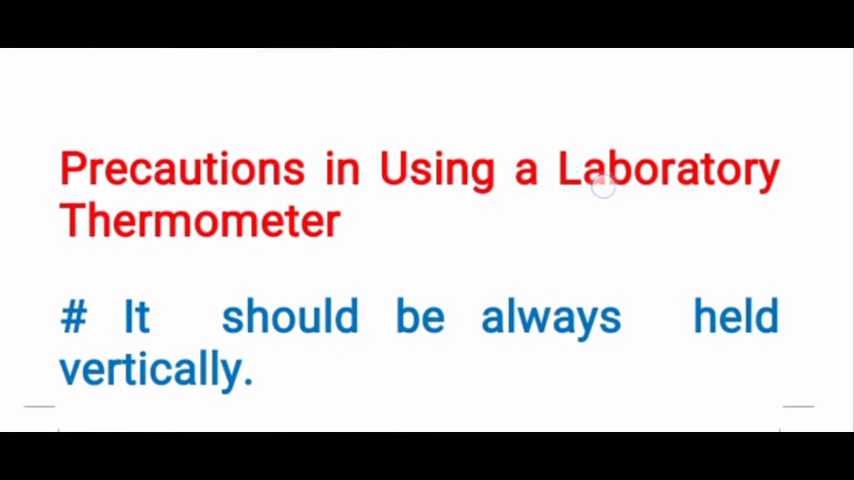 Precautions in Using a Laboratory
Thermometer
# It should be always held
vertically.